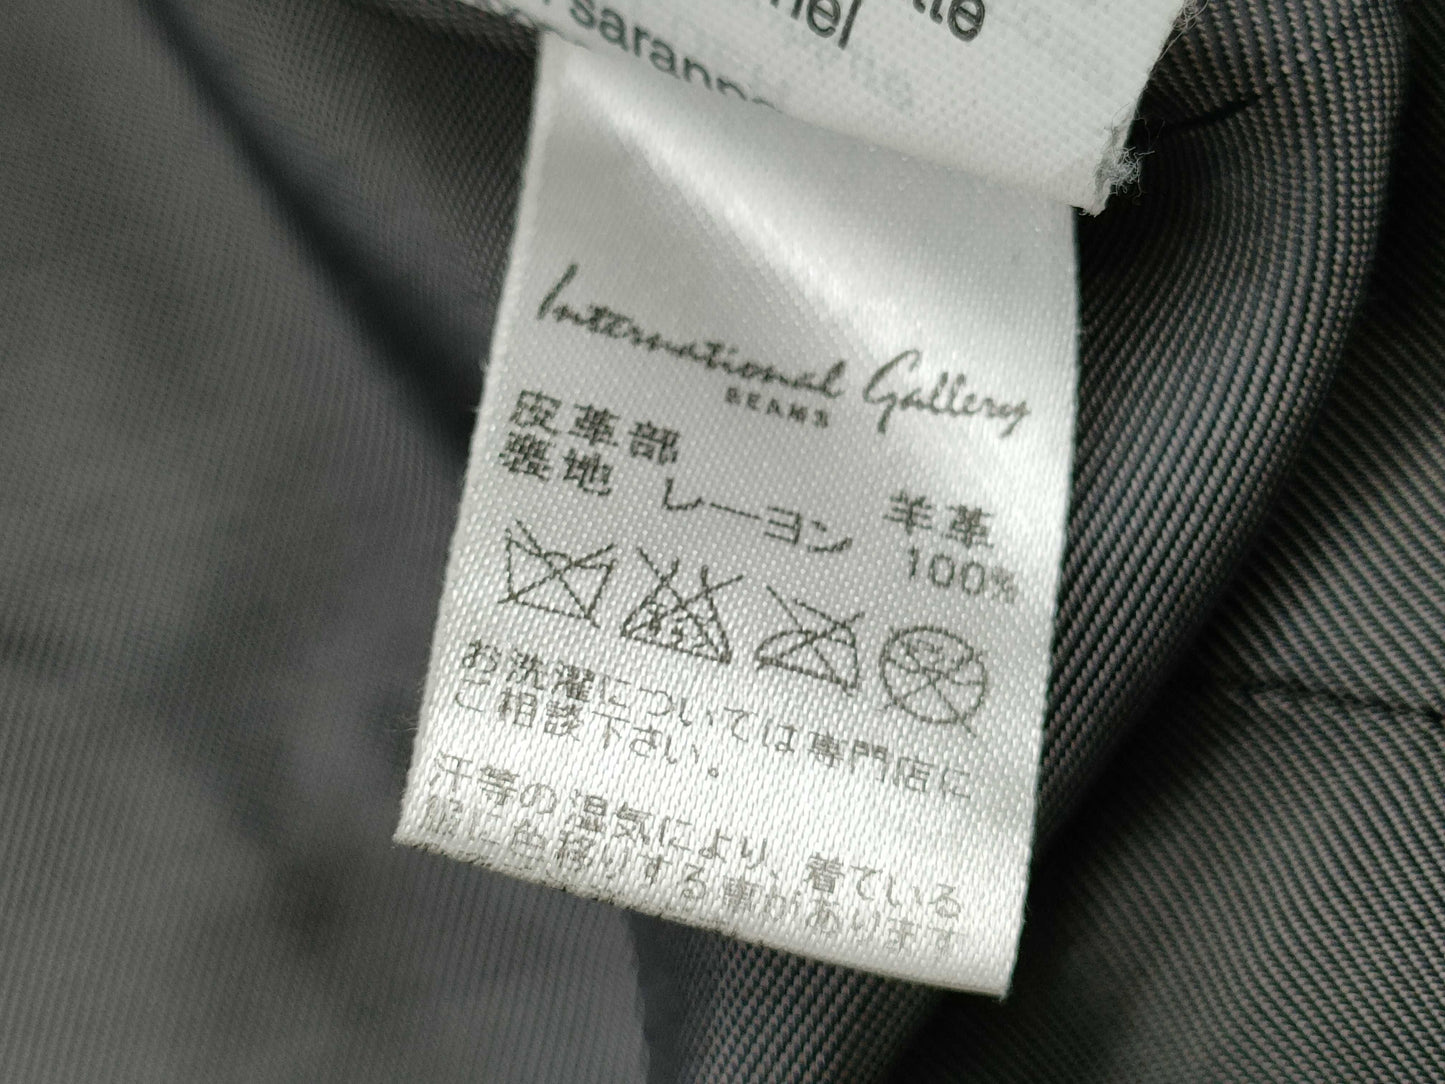 saranno
International Gallery
BEAMS
皮革部 羊革
裏地 レーヨン 100%
お洗濯については専門店に
ご相談下さい。
汗等の湿気により、着ている
服に色移りする事があります